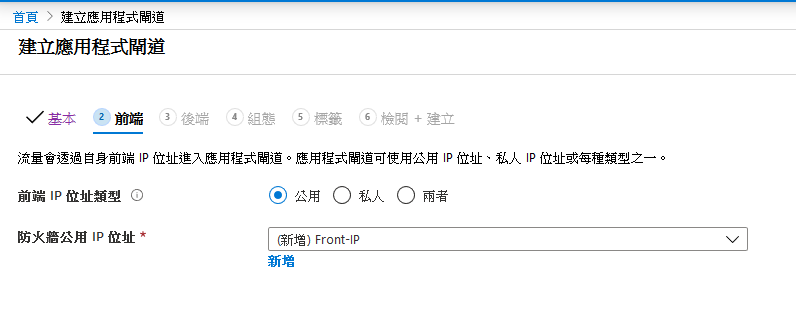 首頁 > 建立應用程式閘道
建立應用程式閘道
基本 2 前端 3 後端 4 組態 5 標籤 6 檢閱 + 建立
流量會透過自身前端 IP 位址進入應用程式閘道。應用程式閘道可使用公用 IP 位址、私人 IP 位址或每種類型之一。
前端 IP 位址類型 公用 私人 兩者
防火牆公用 IP 位址 * (新增) Front-IP
新增